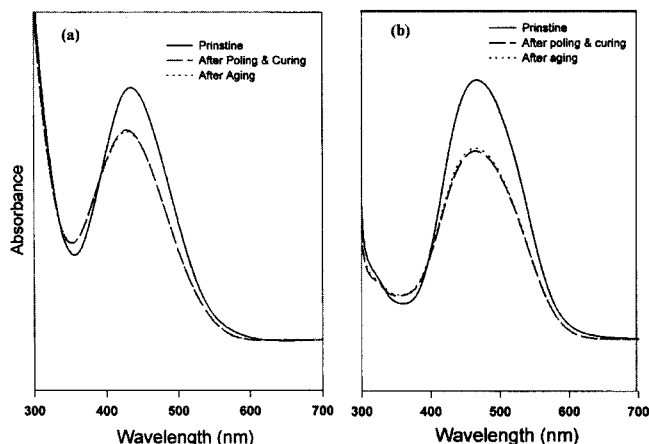 (a)
Prinstine
After Poling & Curing
After Aging
(b)
Prinstine
After poling & curing
After aging
Absorbance
300 400 500 600 700
300 400 500 600 700
Wavelength (nm)
Wavelength (nm)